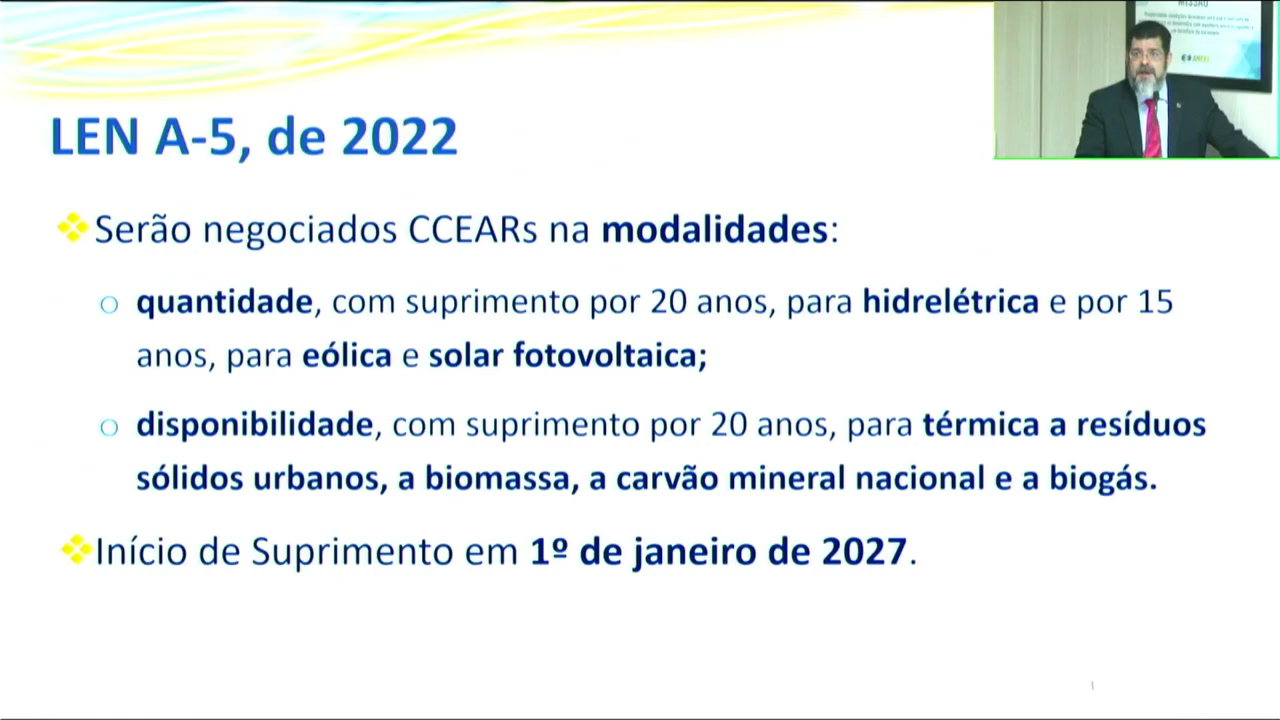 MISSÃO
LEN A-5, de 2022
Serão negociados CCEARs na modalidades:
quantidade, com suprimento por 20 anos, para hidrelétrica e por 15
anos, para eólica e solar fotovoltaica;
disponibilidade, com suprimento por 20 anos, para térmica a resíduos
sólidos urbanos, a biomassa, a carvão mineral nacional e a biogás.
Início de Suprimento em 1º de janeiro de 2027.